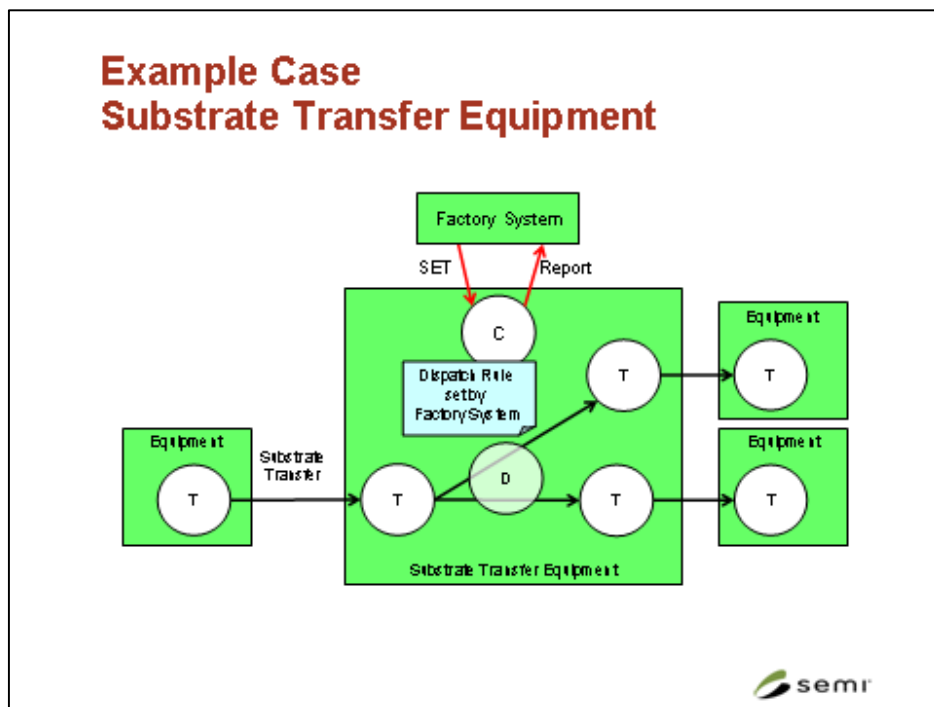 Example Case
Substrate Transfer Equipment
Factory System
SET
Report
C
Equipment
Dispatch Rule
set by
Factory System
T
T
Equipment
Substrate
Transfer
Equipment
T
T
D
T
T
Substrate Transfer Equipment
semi